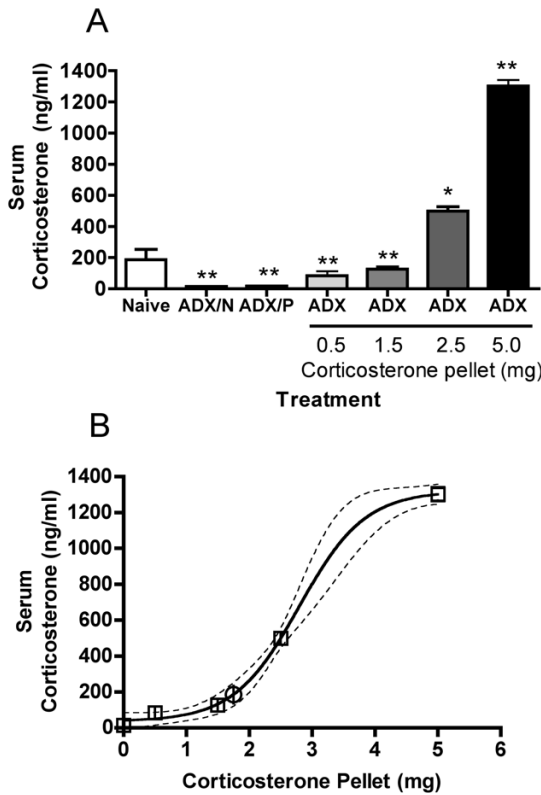 A
Serum
Corticosterone (ng/ml)
1400
1200
1000
800
600
400
200
0
**
**
**
**
*
**
Naive ADX/N ADX/P ADX ADX ADX ADX
0.5 1.5 2.5 5.0
Corticosterone pellet (mg)
Treatment
B
Serum
Corticosterone (ng/ml)
1400
1200
1000
800
600
400
200
0
0 1 2 3 4 5 6
Corticosterone Pellet (mg)